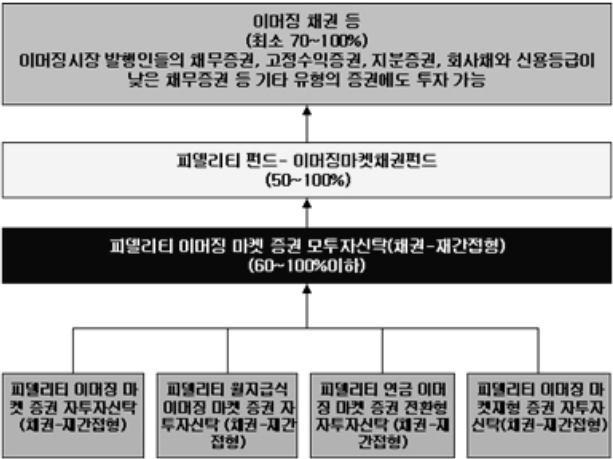 이머징 채권 등
(최소 70~100%)
이머징시장 발행인들의 채무증권, 고정수익증권, 지분증권, 회사채와 신용등급이
낮은 채무증권 등 기타 유형의 증권에도 투자 가능
피델리티 펀드- 이머징마켓채권펀드
(50~100%)
피델리티 이머징 마켓 증권 모투자신탁(채권-재간접형)
(60~100%이하)
피델리티 이머징 마
켓 증권 자투자신탁
(채권-재간접형)
피델리티 월지급식
이머징 마켓 증권 자
투자신탁 (채권-재간
접형)
피델리티 연금 이머
징 마켓 증권 전환형
자투자신탁 (채권-재
간접형)
피델리티 이머징 마
켓재형 증권 자투자
신탁(채권-재간접형)